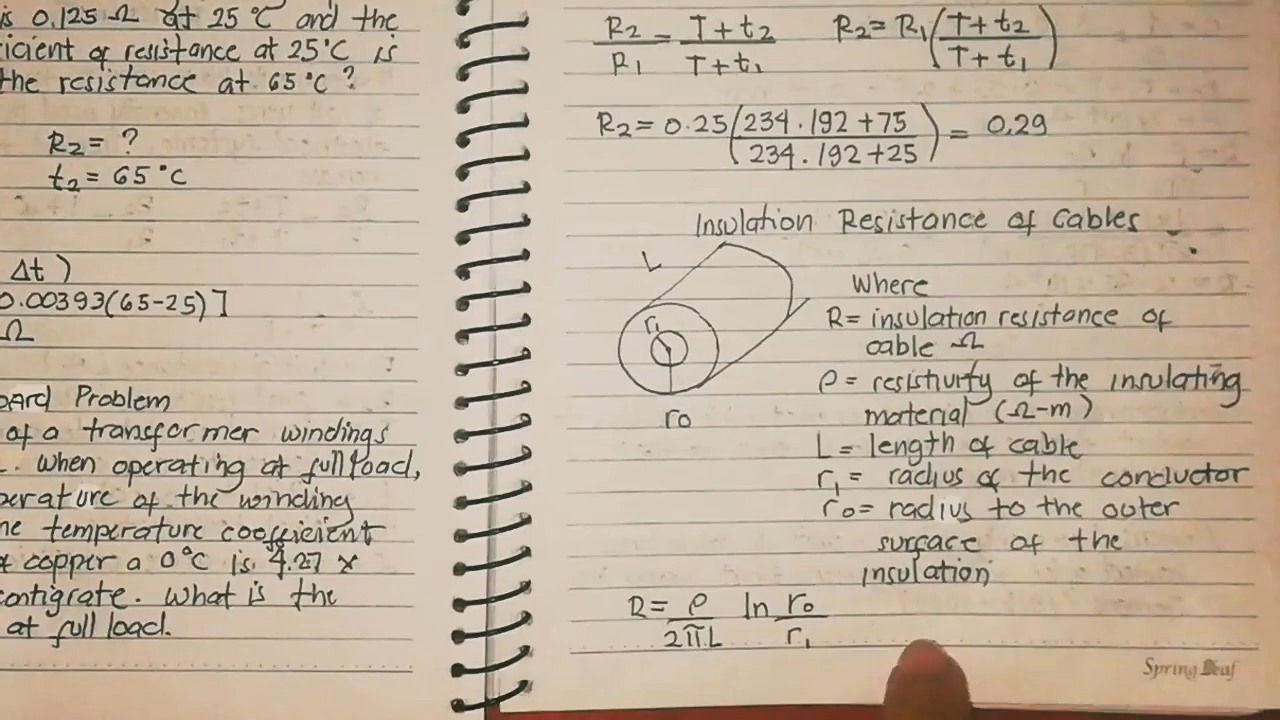 is 0.125 Ω at 25 °C and the
icient of resistance at 25°C is
the resistance at 65 °C?
R2 = ?
t2 = 65 °C
Δt )
0.00393(65-25)]
Ω
oard Problem
of a transformer windings
. When operating at full load,
perature of the winding
ne temperature coefficient
copper a 0°C is 4.27 x
centigrate. What is the
at full load.
R2/R1 = T+t2/T+t1 R2 = R1(T+t2/T+t1)
R2 = 0.25(234.192+75/234.192+25) = 0.29
Insulation Resistance of Cables
L
r1
ro
Where
R = insulation resistance of
cable Ω
ρ = resistivity of the insulating
material (Ω-m)
L = length of cable
r1 = radius of the conductor
ro = radius to the outer
surface of the
insulation
R = ρ/2πL ln ro/r1
Spring Leaf